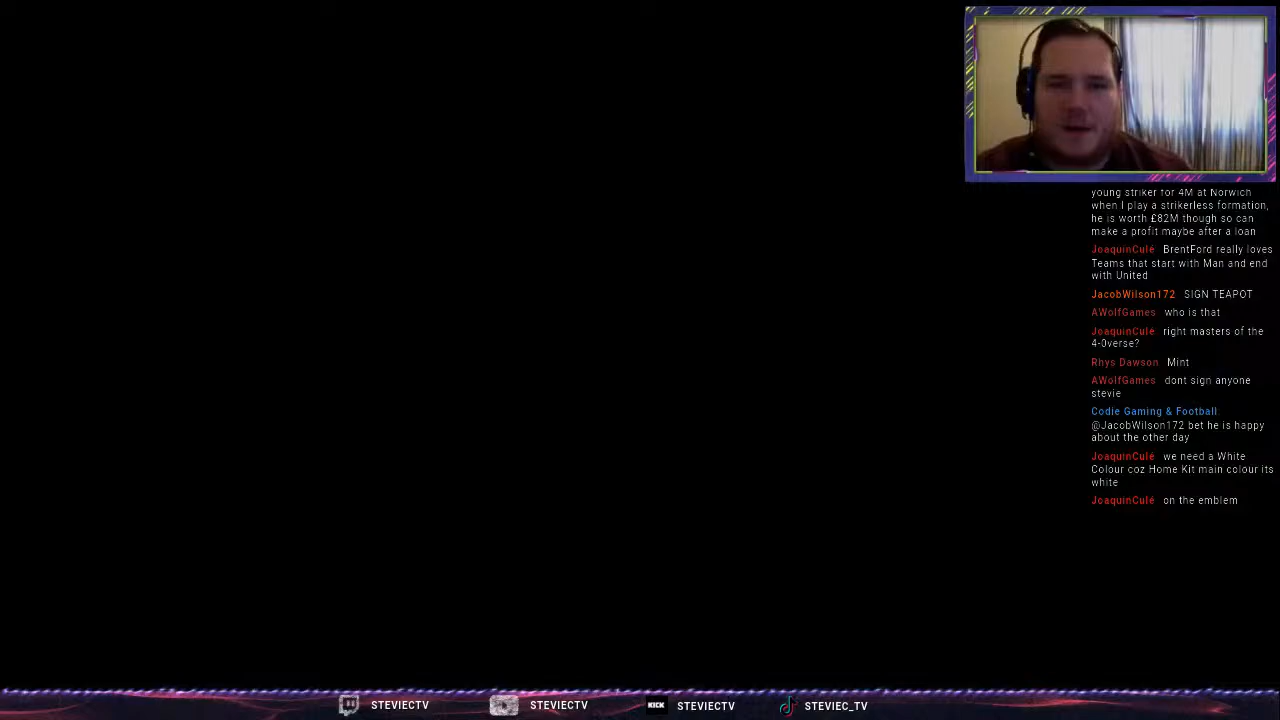 young striker for 4M at Norwich
when I play a strikerless formation,
he is worth £82M though so can
make a profit maybe after a loan
JoaquinCulé BrentFord really loves
Teams that start with Man and end
with United
JacobWilson172 SIGN TEAPOT
AWolfGames who is that
JoaquinCulé right masters of the
4-0verse?
Rhys Dawson Mint
AWolfGames dont sign anyone
stevie
Codie Gaming & Football
@JacobWilson172 bet he is happy
about the other day
JoaquinCulé we need a White
Colour coz Home Kit main colour its
white
JoaquinCulé on the emblem
STEVIECTV STEVIECTV KICK STEVIECTV STEVIEC_TV